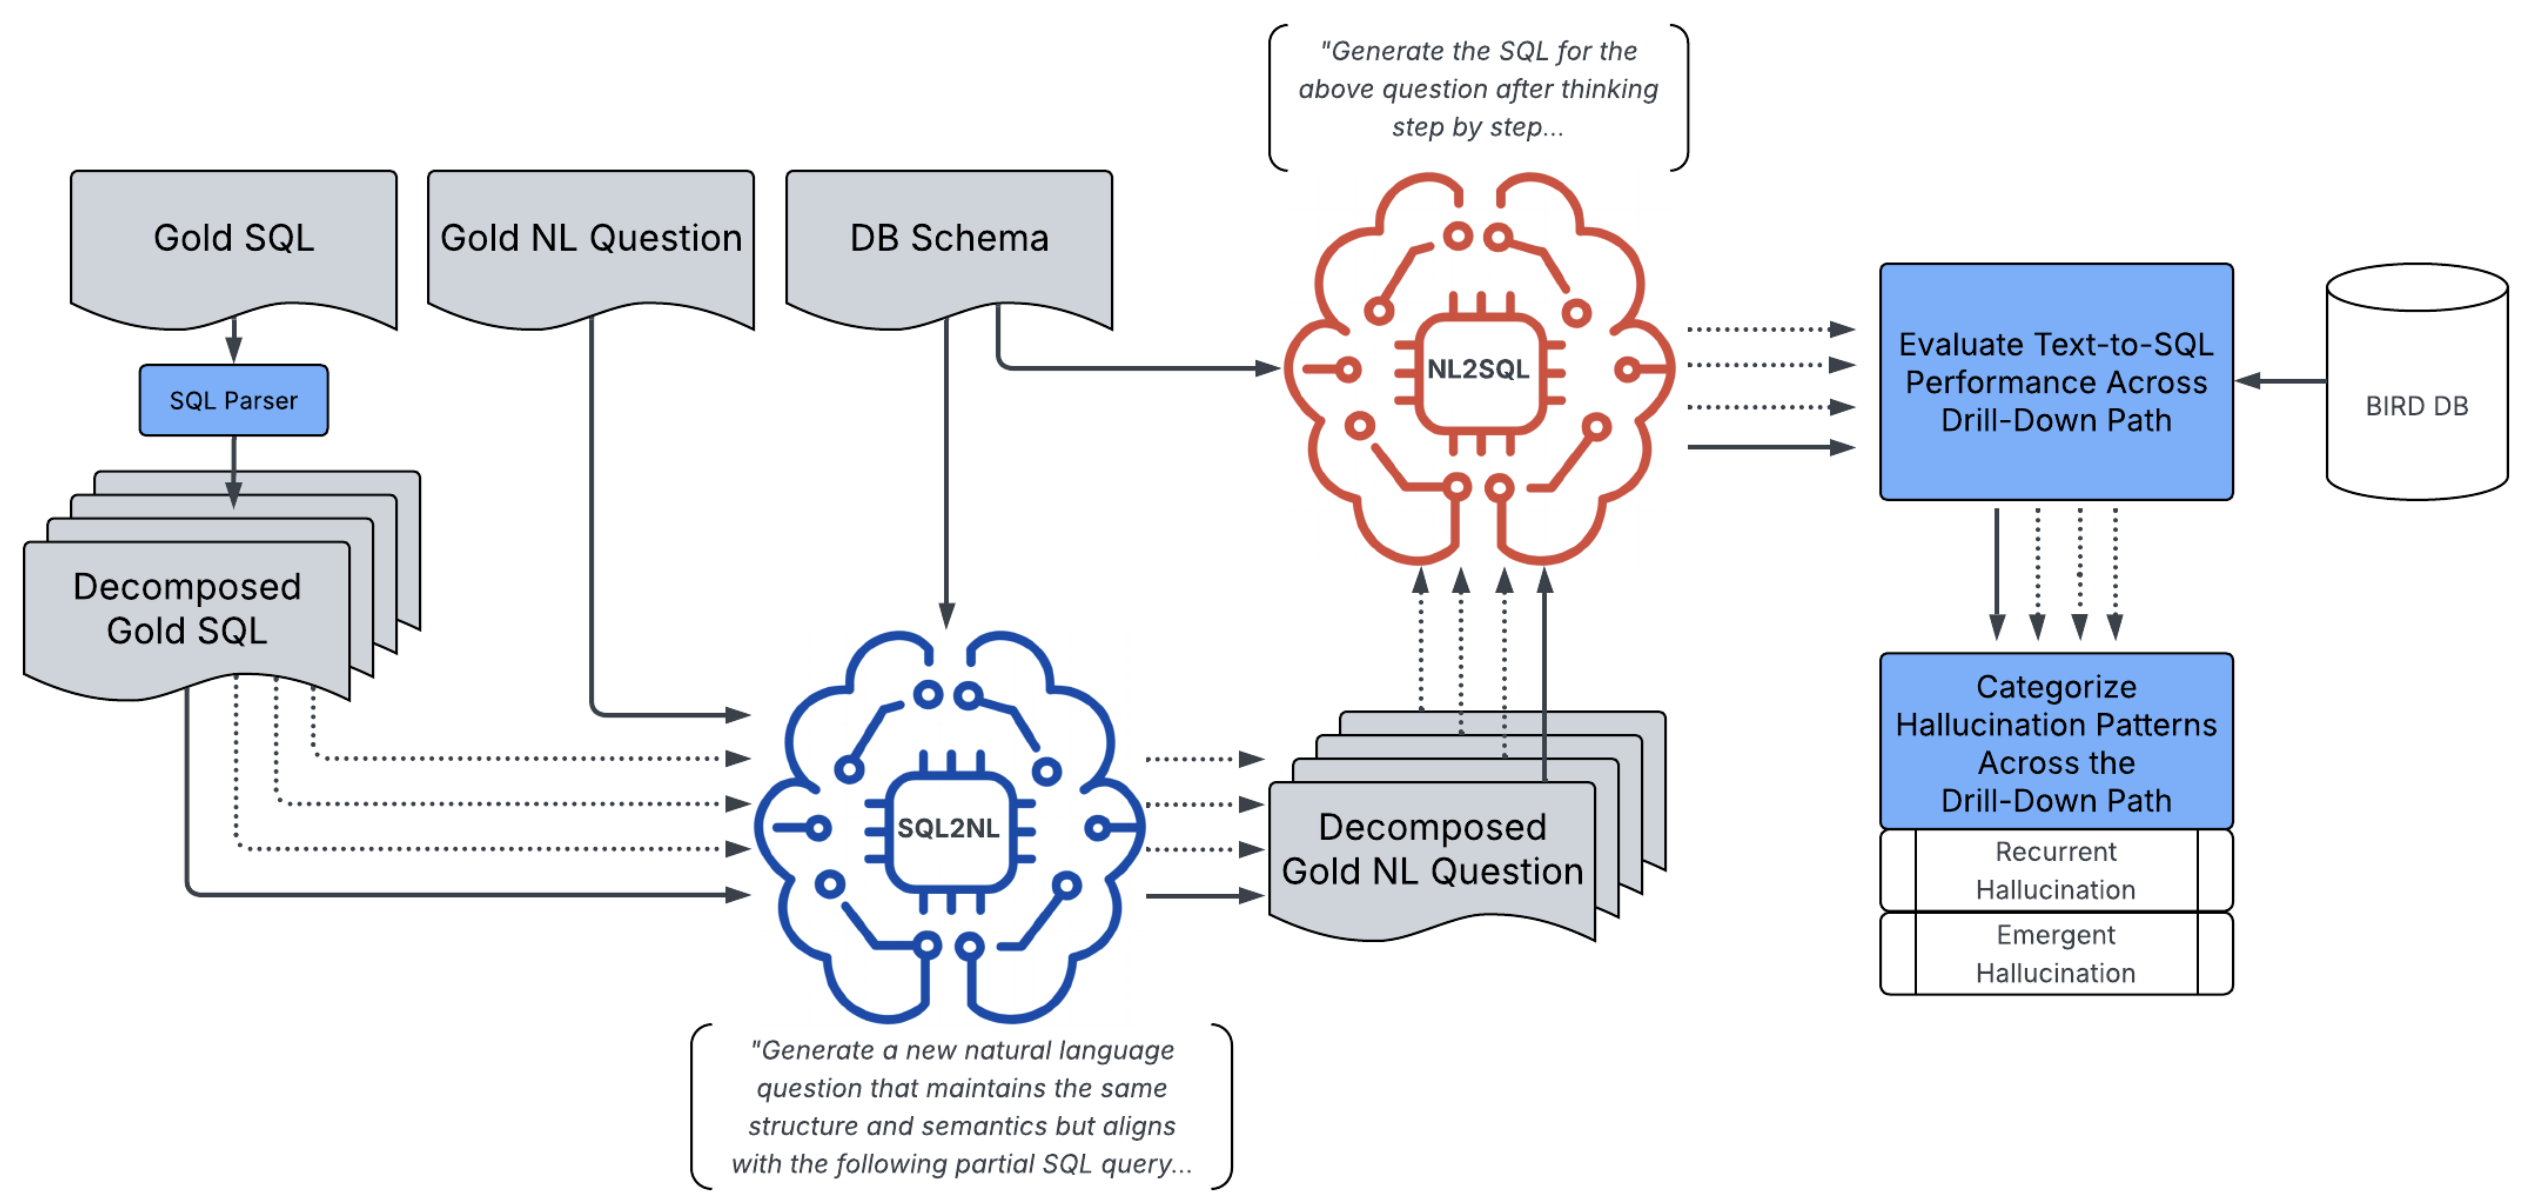 "Generate the SQL for the
above question after thinking
step by step...
Gold SQL
Gold NL Question
DB Schema
SQL Parser
NL2SQL
Evaluate Text-to-SQL
Performance Across
Drill-Down Path
BIRD DB
Decomposed
Gold SQL
SQL2NL
Decomposed
Gold NL Question
Categorize
Hallucination Patterns
Across the
Drill-Down Path
Recurrent
Hallucination
Emergent
Hallucination
"Generate a new natural language
question that maintains the same
structure and semantics but aligns
with the following partial SQL query...